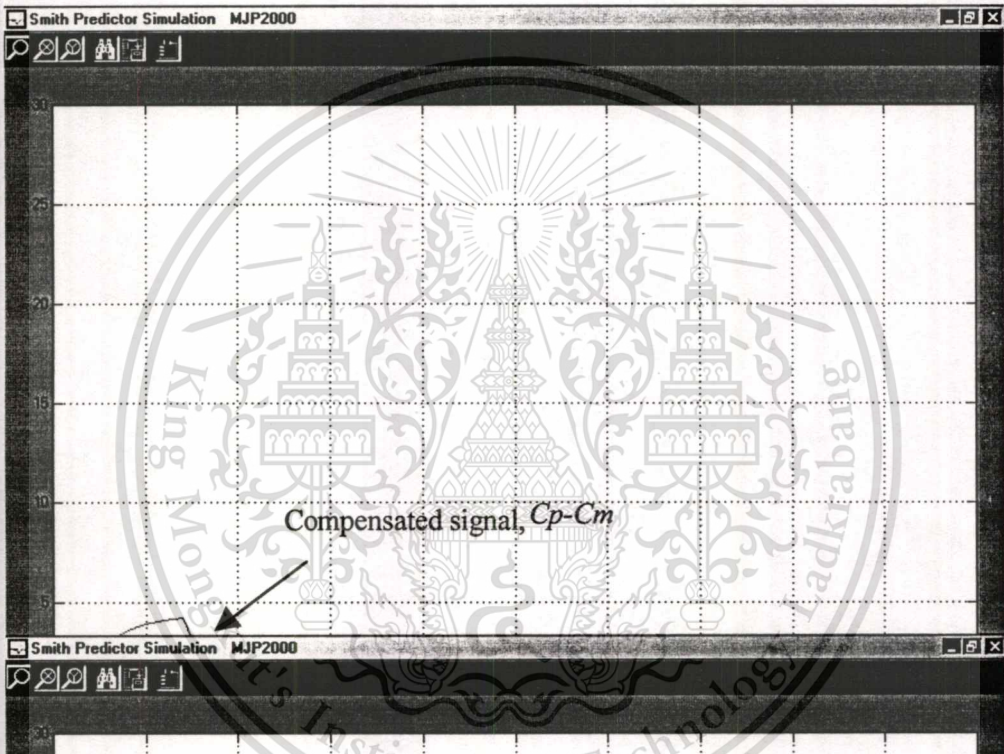 Smith Predictor Simulation MJP2000
30
25
20
15
10
Compensated signal, Cp-Cm
5
Smith Predictor Simulation MJP2000
30
King Mongkut's Institute of Technology Ladkrabang